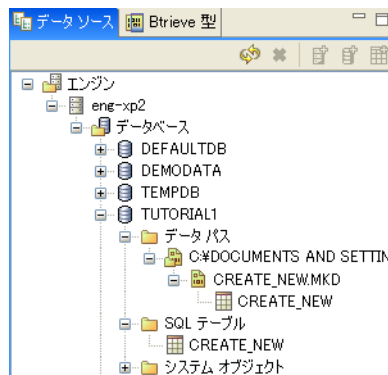 データ ソース Btrieve 型
エンジン
eng-xp2
データベース
DEFAULTDB
DEMODATA
TEMPDB
TUTORIAL1
データ パス
C:¥DOCUMENTS AND SETTIN
CREATE_NEW.MKD
CREATE_NEW
SQL テーブル
CREATE_NEW
システム オブジェクト